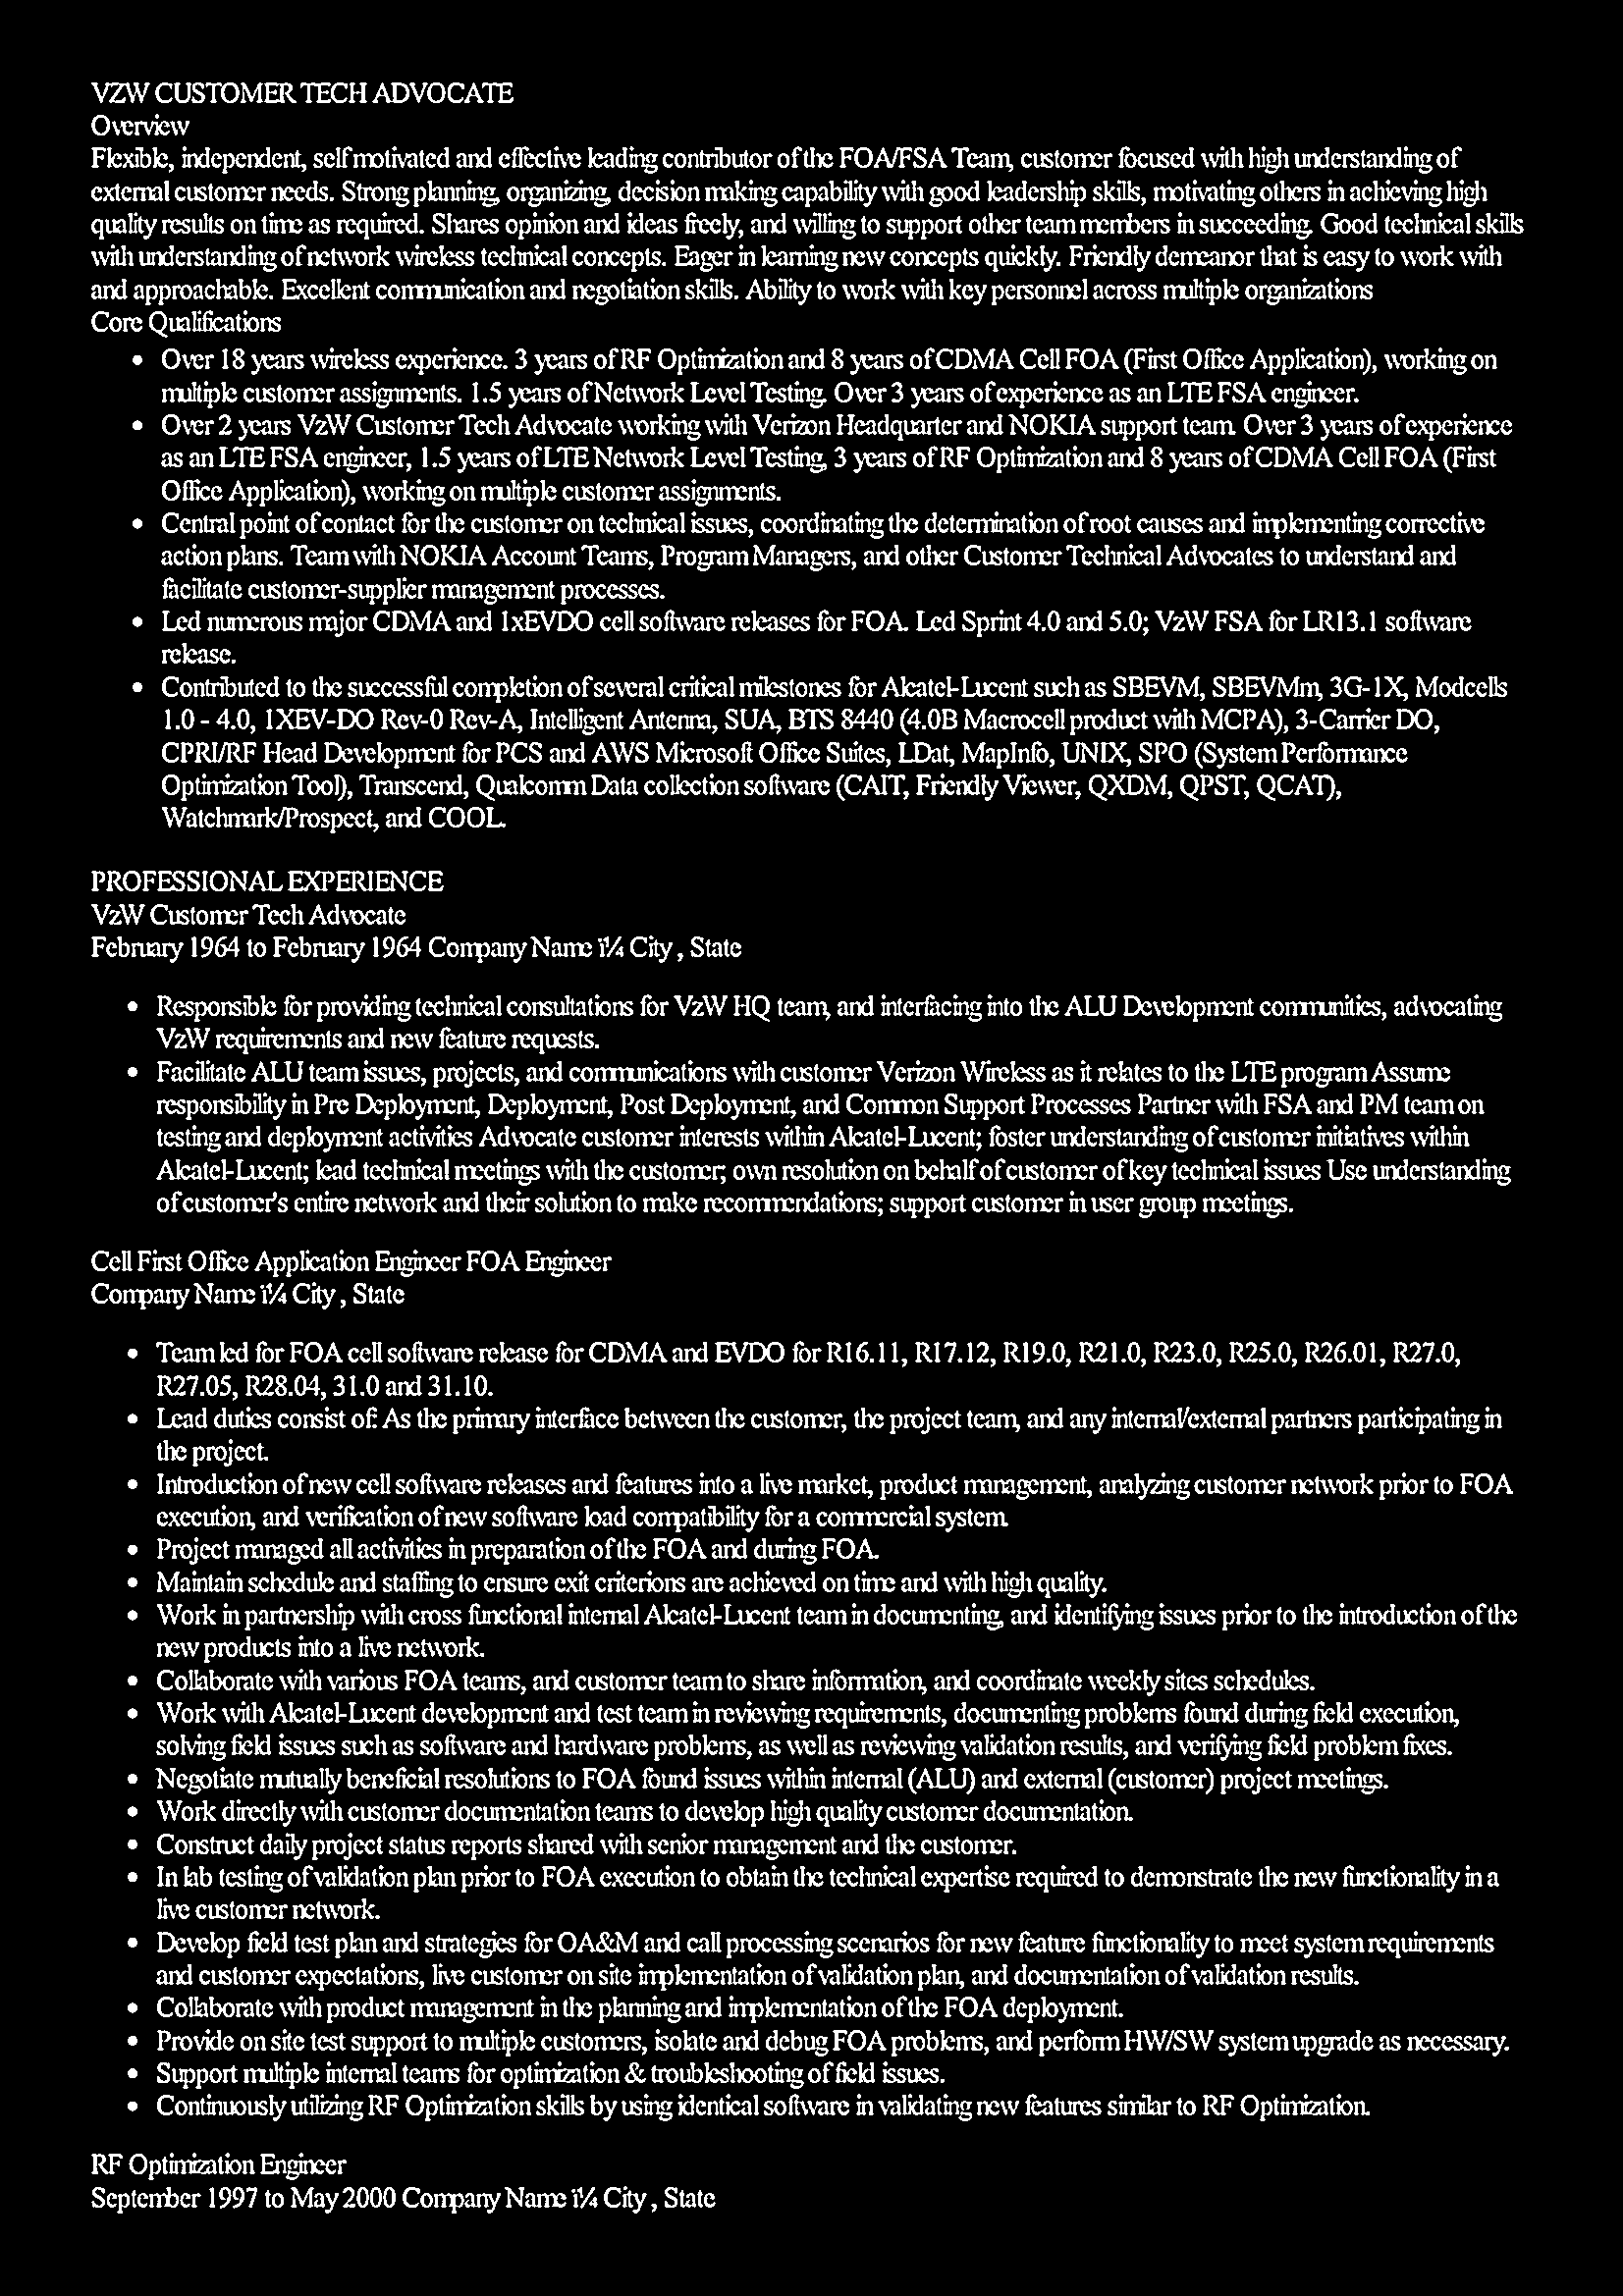 VZW CUSTOMER TECH ADVOCATE
Overview
Flexible, independent, self motivated and effective leading contributor of the FOA/FSA Team, customer focused with high understanding of
external customer needs. Strong planning, organizing, decision making capability with good leadership skills, motivating others in achieving high
quality results on time as required. Shares opinion and ideas freely, and willing to support other team members in succeeding. Good technical skills
with understanding of network wireless technical concepts. Eager in learning new concepts quickly. Friendly demeanor that is easy to work with
and approachable. Excellent communication and negotiation skills. Ability to work with key personnel across multiple organizations
Core Qualifications
• Over 18 years wireless experience. 3 years of RF Optimization and 8 years of CDMA Cell FOA (First Office Application), working on
multiple customer assignments. 1.5 years of Network Level Testing. Over 3 years of experience as an LTE FSA engineer.
• Over 2 years VzW Customer Tech Advocate working with Verizon Headquarter and NOKIA support team. Over 3 years of experience
as an LTE FSA engineer, 1.5 years of LTE Network Level Testing, 3 years of RF Optimization and 8 years of CDMA Cell FOA (First
Office Application), working on multiple customer assignments.
• Central point of contact for the customer on technical issues, coordinating the determination of root causes and implementing corrective
action plans. Team with NOKIA Account Teams, Program Managers, and other Customer Technical Advocates to understand and
facilitate customer-supplier management processes.
• Led numerous major CDMA and 1xEVDO cell software releases for FOA. Led Sprint 4.0 and 5.0; VzW FSA for LR13.1 software
release.
• Contributed to the successful completion of several critical milestones for Alcatel-Lucent such as SBEVM, SBEVMm, 3G-1X, Modcells
1.0 - 4.0, 1XEV-DO Rev-0 Rev-A, Intelligent Antenna, SUA, BTS 8440 (4.0B Macrocell product with MCPA), 3-Carrier DO,
CPRI/RF Head Development for PCS and AWS Microsoft Office Suites, LDat, MapInfo, UNIX, SPO (System Performance
Optimization Tool), Transcend, Qualcomm Data collection software (CAIT, Friendly Viewer, QXDM, QPST, QCAT),
Watchmark/Prospect, and COOL.
PROFESSIONAL EXPERIENCE
VzW Customer Tech Advocate
February 1964 to February 1964 Company Name ï¼ City , State
• Responsible for providing technical consultations for VzW HQ team, and interfacing into the ALU Development communities, advocating
VzW requirements and new feature requests.
• Facilitate ALU team issues, projects, and communications with customer Verizon Wireless as it relates to the LTE program Assume
responsibility in Pre Deployment, Deployment, Post Deployment, and Common Support Processes Partner with FSA and PM team on
testing and deployment activities Advocate customer interests within Alcatel-Lucent; foster understanding of customer initiatives within
Alcatel-Lucent; lead technical meetings with the customer; own resolution on behalf of customer of key technical issues Use understanding
of customer's entire network and their solution to make recommendations; support customer in user group meetings.
Cell First Office Application Engineer FOA Engineer
Company Name ï¼ City , State
• Team led for FOA cell software release for CDMA and EVDO for R16.11, R17.12, R19.0, R21.0, R23.0, R25.0, R26.01, R27.0,
R27.05, R28.04, 31.0 and 31.10.
• Lead duties consist of: As the primary interface between the customer, the project team, and any internal/external partners participating in
the project.
• Introduction of new cell software releases and features into a live market, product management, analyzing customer network prior to FOA
execution, and verification of new software load compatibility for a commercial system.
• Project managed all activities in preparation of the FOA and during FOA.
• Maintain schedule and staffing to ensure exit criterions are achieved on time and with high quality.
• Work in partnership with cross functional internal Alcatel-Lucent team in documenting, and identifying issues prior to the introduction of the
new products into a live network.
• Collaborate with various FOA teams, and customer team to share information, and coordinate weekly sites schedules.
• Work with Alcatel-Lucent development and test team in reviewing requirements, documenting problems found during field execution,
solving field issues such as software and hardware problems, as well as reviewing validation results, and verifying field problem fixes.
• Negotiate mutually beneficial resolutions to FOA found issues within internal (ALU) and external (customer) project meetings.
• Work directly with customer documentation teams to develop high quality customer documentation.
• Construct daily project status reports shared with senior management and the customer.
• In lab testing of validation plan prior to FOA execution to obtain the technical expertise required to demonstrate the new functionality in a
live customer network.
• Develop field test plan and strategies for OA&M and call processing scenarios for new feature functionality to meet system requirements
and customer expectations, live customer on site implementation of validation plan, and documentation of validation results.
• Collaborate with product management in the planning and implementation of the FOA deployment.
• Provide on site test support to multiple customers, isolate and debug FOA problems, and perform HW/SW system upgrade as necessary.
• Support multiple internal teams for optimization & troubleshooting of field issues.
• Continuously utilizing RF Optimization skills by using identical software in validating new features similar to RF Optimization.
RF Optimization Engineer
September 1997 to May 2000 Company Name ï¼ City , State